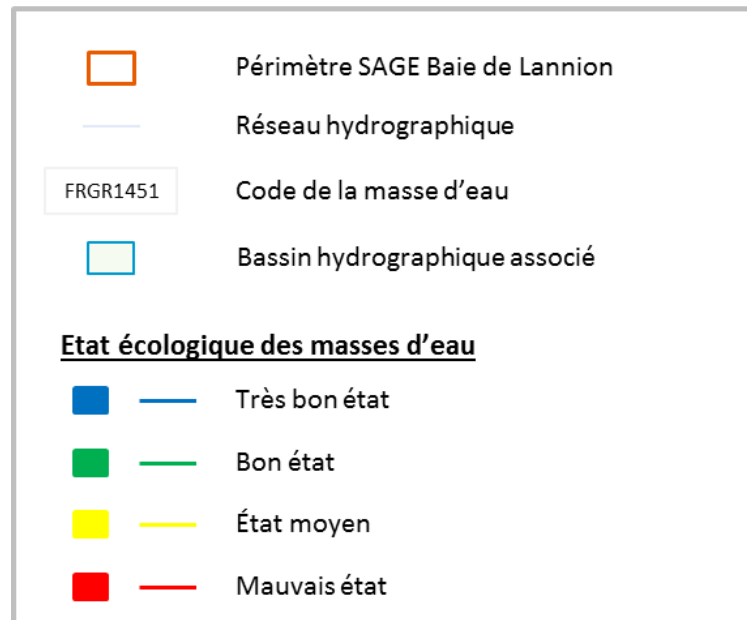 Périmètre SAGE Baie de Lannion
Réseau hydrographique
FRGR1451 Code de la masse d'eau
Bassin hydrographique associé
Etat écologique des masses d'eau
Très bon état
Bon état
État moyen
Mauvais état